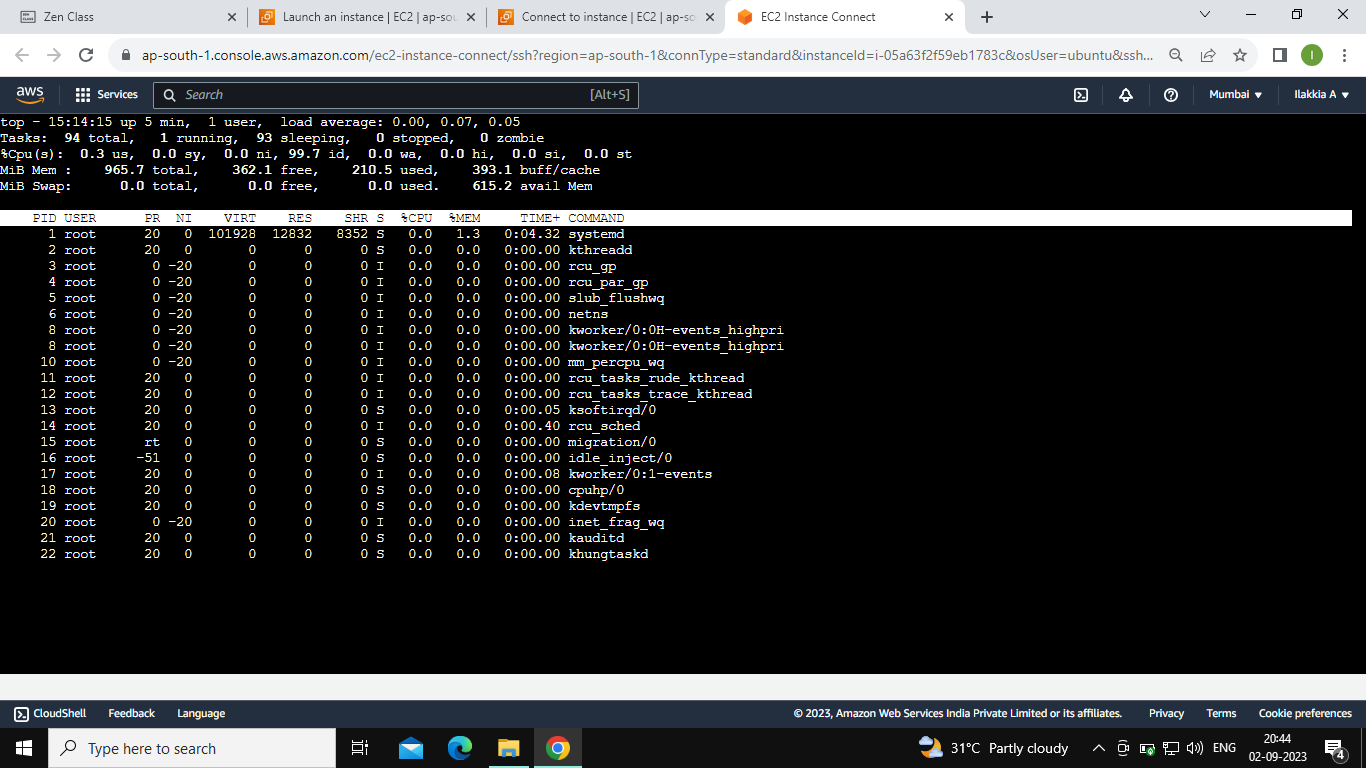 Zen Class
Launch an instance | EC2 | ap-sou
Connect to instance | EC2 | ap-so
EC2 Instance Connect
ap-south-1.console.aws.amazon.com/ec2-instance-connect/ssh?region=ap-south-1&connType=standard&instanceId=i-05a63f2f59eb1783c&osUser=ubuntu&ssh...
I
aws Services Search [Alt+S] Mumbai Ilakkia A
top - 15:14:15 up 5 min,  1 user,  load average: 0.00, 0.07, 0.05
Tasks:  94 total,   1 running,  93 sleeping,   0 stopped,   0 zombie
%Cpu(s):  0.3 us,  0.0 sy,  0.0 ni, 99.7 id,  0.0 wa,  0.0 hi,  0.0 si,  0.0 st
MiB Mem :    965.7 total,    362.1 free,    210.5 used,    393.1 buff/cache
MiB Swap:      0.0 total,      0.0 free,      0.0 used.    615.2 avail Mem
PID USER      PR  NI    VIRT    RES    SHR S  %CPU  %MEM     TIME+ COMMAND
1 root      20   0  101928  12832   8352 S   0.0   1.3   0:04.32 systemd
2 root      20   0       0      0      0 S   0.0   0.0   0:00.00 kthreadd
3 root       0 -20       0      0      0 I   0.0   0.0   0:00.00 rcu_gp
4 root       0 -20       0      0      0 I   0.0   0.0   0:00.00 rcu_par_gp
5 root       0 -20       0      0      0 I   0.0   0.0   0:00.00 slub_flushwq
6 root       0 -20       0      0      0 I   0.0   0.0   0:00.00 netns
8 root       0 -20       0      0      0 I   0.0   0.0   0:00.00 kworker/0:0H-events_highpri
8 root       0 -20       0      0      0 I   0.0   0.0   0:00.00 kworker/0:0H-events_highpri
10 root       0 -20       0      0      0 I   0.0   0.0   0:00.00 mm_percpu_wq
11 root      20   0       0      0      0 I   0.0   0.0   0:00.00 rcu_tasks_rude_kthread
12 root      20   0       0      0      0 I   0.0   0.0   0:00.00 rcu_tasks_trace_kthread
13 root      20   0       0      0      0 S   0.0   0.0   0:00.05 ksoftirqd/0
14 root      20   0       0      0      0 I   0.0   0.0   0:00.40 rcu_sched
15 root      rt   0       0      0      0 S   0.0   0.0   0:00.00 migration/0
16 root     -51   0       0      0      0 S   0.0   0.0   0:00.00 idle_inject/0
17 root      20   0       0      0      0 I   0.0   0.0   0:00.08 kworker/0:1-events
18 root      20   0       0      0      0 S   0.0   0.0   0:00.00 cpuhp/0
19 root      20   0       0      0      0 S   0.0   0.0   0:00.00 kdevtmpfs
20 root       0 -20       0      0      0 I   0.0   0.0   0:00.00 inet_frag_wq
21 root      20   0       0      0      0 S   0.0   0.0   0:00.00 kauditd
22 root      20   0       0      0      0 S   0.0   0.0   0:00.00 khungtaskd
CloudShell Feedback Language © 2023, Amazon Web Services India Private Limited or its affiliates. Privacy Terms Cookie preferences
Type here to search 31°C Partly cloudy ENG 20:44
02-09-2023
4